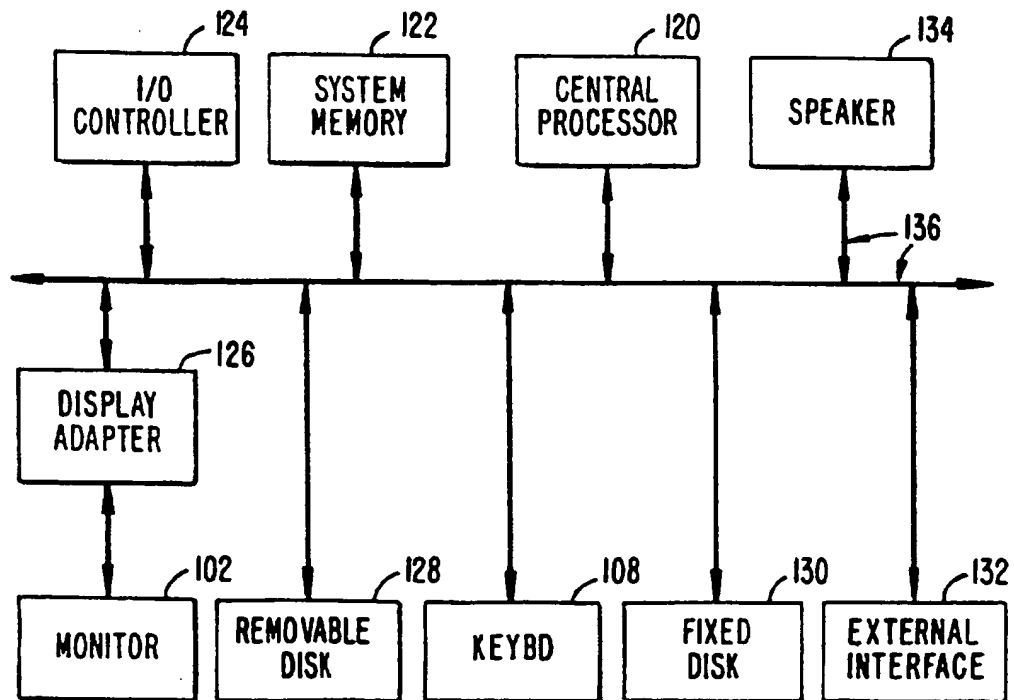 124
122
120
134
I/O
CONTROLLER
SYSTEM
MEMORY
CENTRAL
PROCESSOR
SPEAKER
136
126
DISPLAY
ADAPTER
102
128
108
130
132
MONITOR
REMOVABLE
DISK
KEYBD
FIXED
DISK
EXTERNAL
INTERFACE